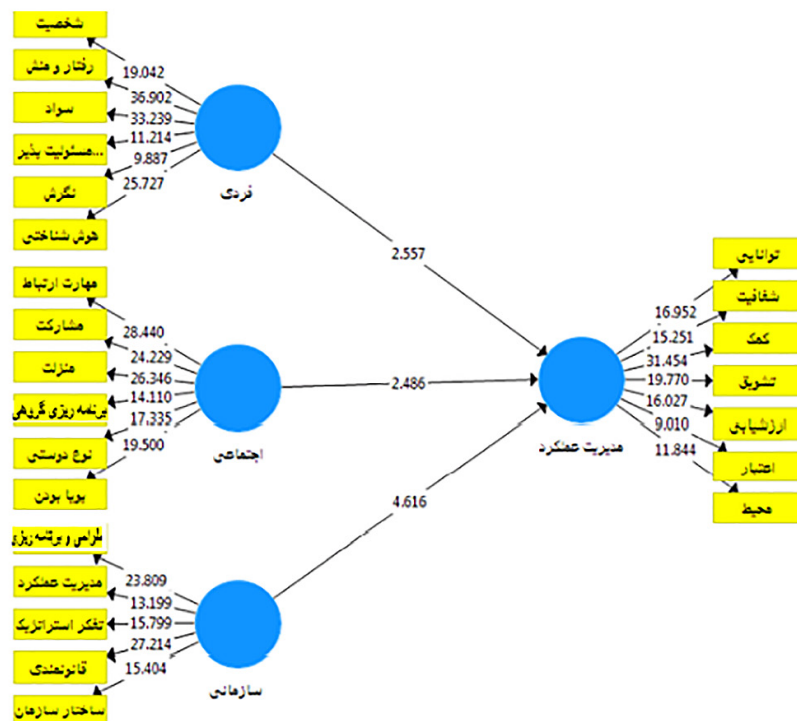 شخصیت
19.042
رفتار و منش
36.902
سواد
33.239
مسئولیت پذیر...
11.214
نگرش
9.887
هوش شناختی
25.727
فردی
2.557
مهارت ارتباط
28.440
مشارکت
24.229
منزلت
26.346
برنامه ریزی گروهی
14.110
نوع دوستی
17.335
پویا بودن
19.500
اجتماعی
2.486
طراحی و برنامه ریزی
23.809
مدیریت عملکرد
13.199
تفکر استراتژیک
15.799
قانونمندی
27.214
ساختار سازمان
15.404
سازمانی
4.616
مدیریت عملکرد
توانایی
16.952
شفافیت
15.251
کمک
31.454
تشویق
19.770
ارزشیابی
16.027
اعتبار
9.010
محیط
11.844